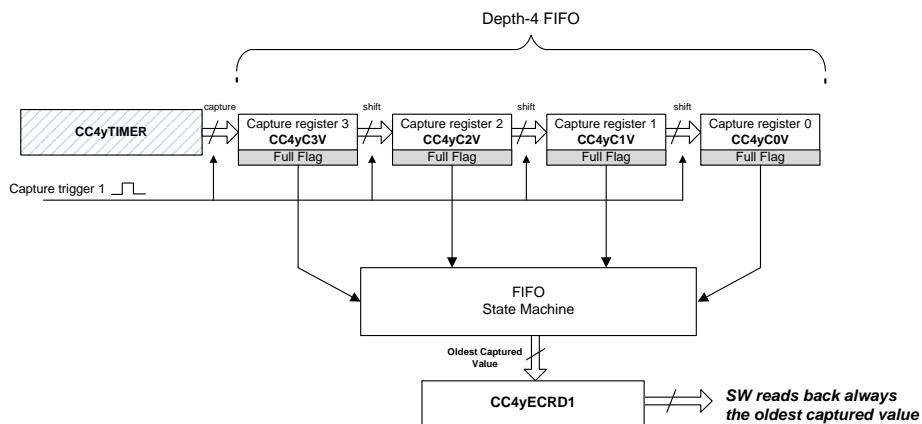 Depth-4 FIFO
capture
shift
shift
shift
CC4yTIMER
Capture register 3
CC4yC3V
Full Flag
Capture register 2
CC4yC2V
Full Flag
Capture register 1
CC4yC1V
Full Flag
Capture register 0
CC4yC0V
Full Flag
Capture trigger 1
FIFO
State Machine
Oldest Captured
Value
CC4yECRD1
SW reads back always
the oldest captured value